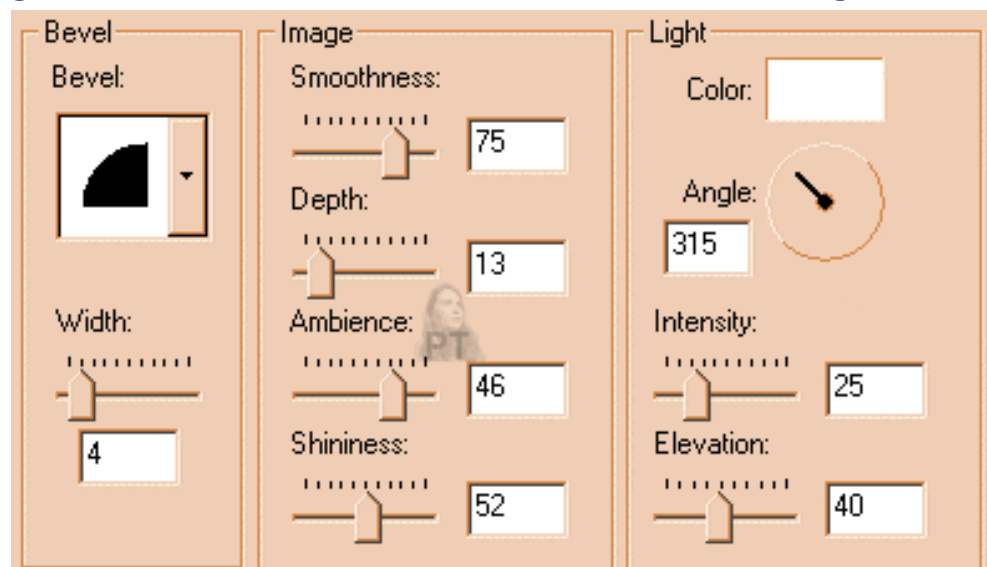 Bevel
Bevel:
Width:
4
Image
Smoothness:
75
Depth:
13
Ambience:
46
Shininess:
52
PT
Light
Color:
Angle:
315
Intensity:
25
Elevation:
40